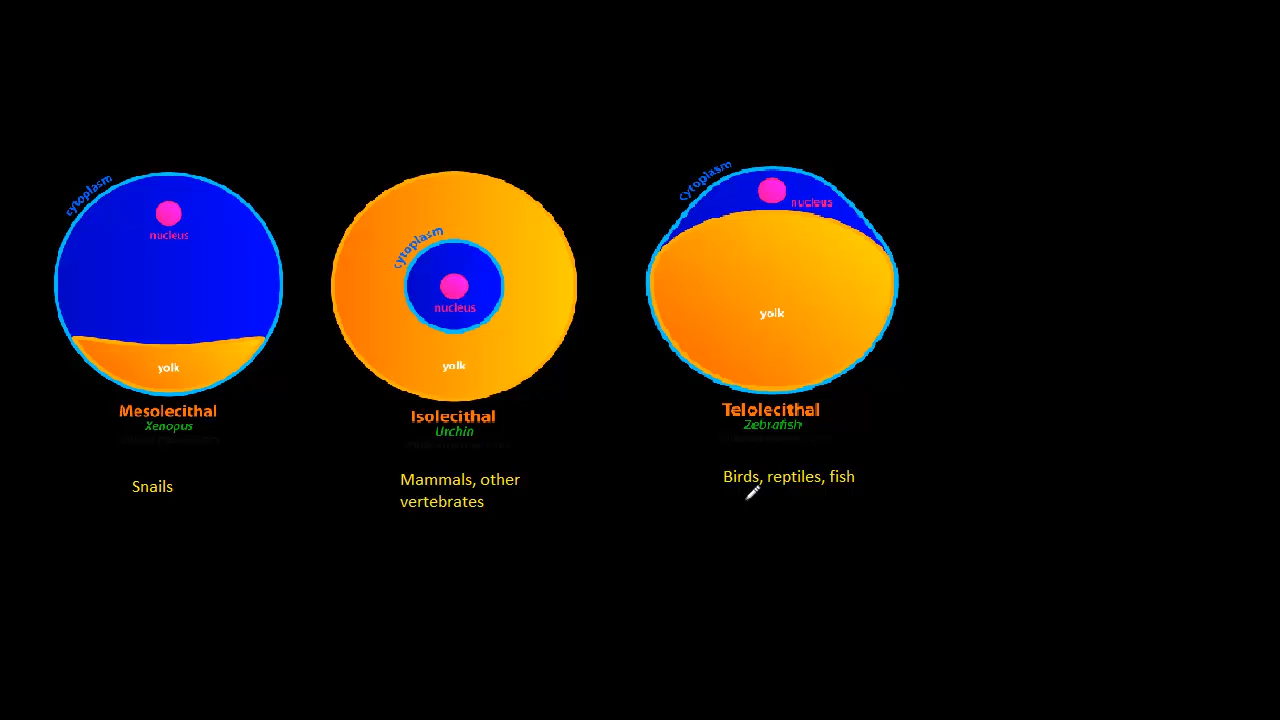 cytoplasm
nucleus
yolk
Mesolecithal
Xenopus
Snails
cytoplasm
nucleus
yolk
Isolecithal
Urchin
Mammals, other
vertebrates
Cytoplasm
nucleus
yolk
Telolecithal
Zebrafish
Birds, reptiles, fish